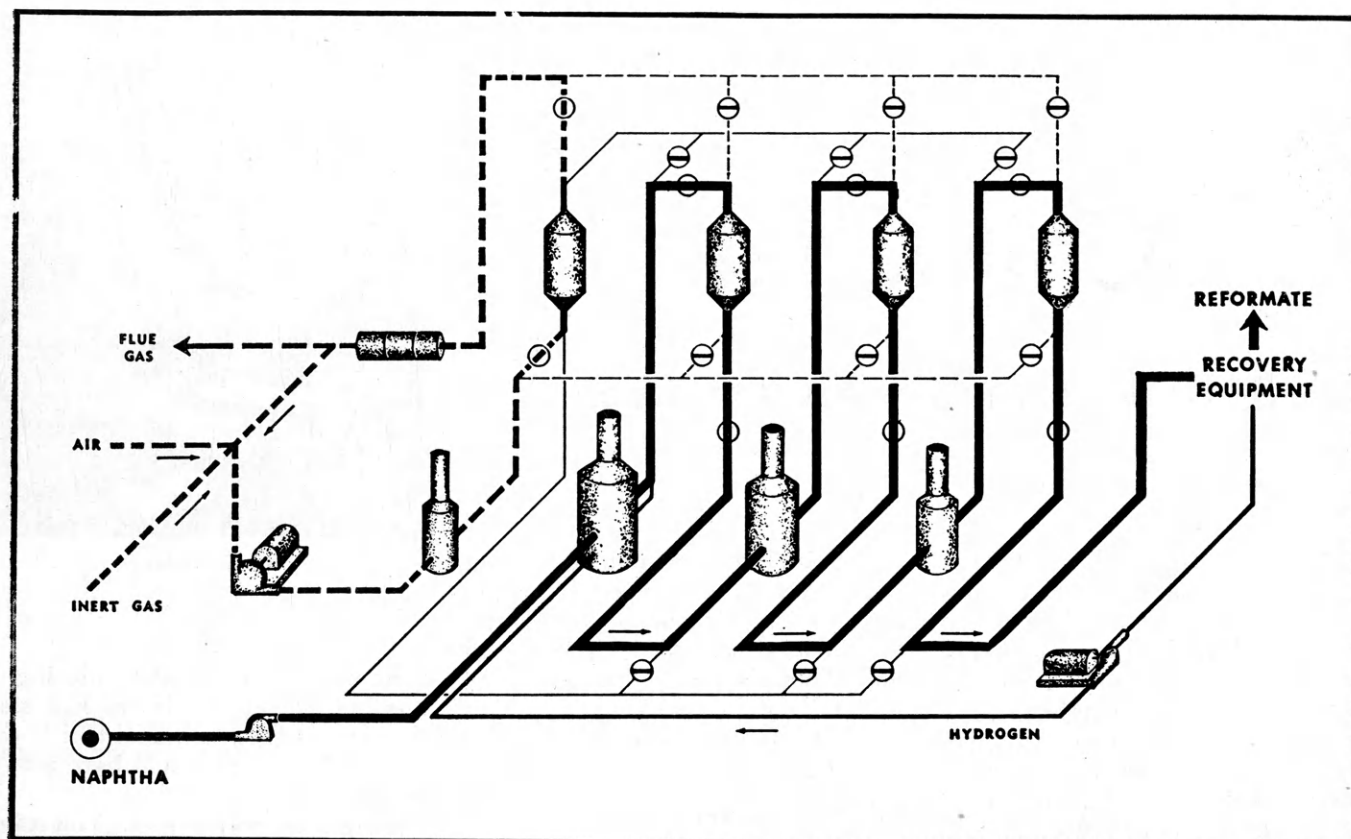 REFORMATE
FLUE
GAS
RECOVERY
EQUIPMENT
AIR
INERT GAS
HYDROGEN
NAPHTHA